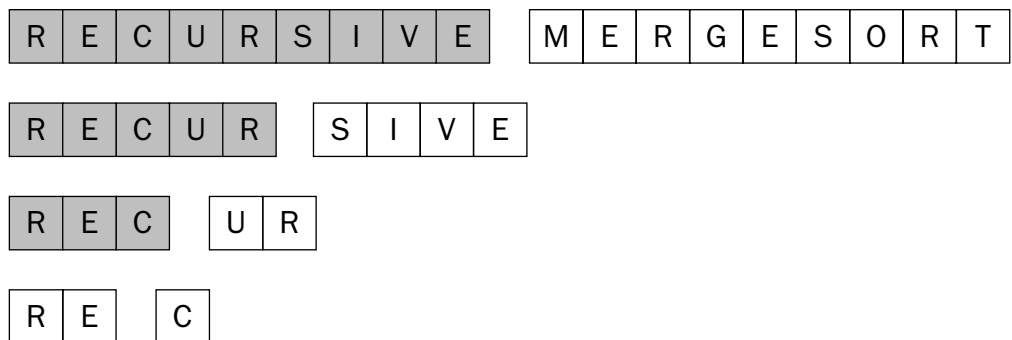 R E C U R S I V E M E R G E S O R T
R E C U R S I V E
R E C U R
R E C